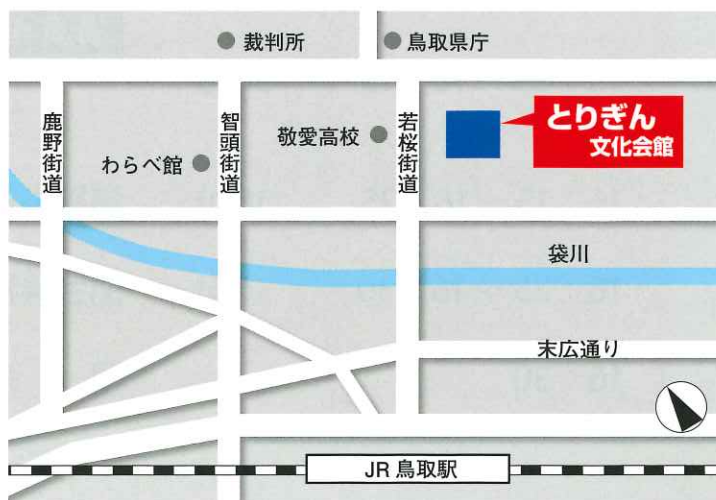 裁判所
鳥取県庁
鹿野街道
智頭街道
若桜街道
わらべ館
敬愛高校
とりぎん
文化会館
袋川
末広通り
JR 鳥取駅